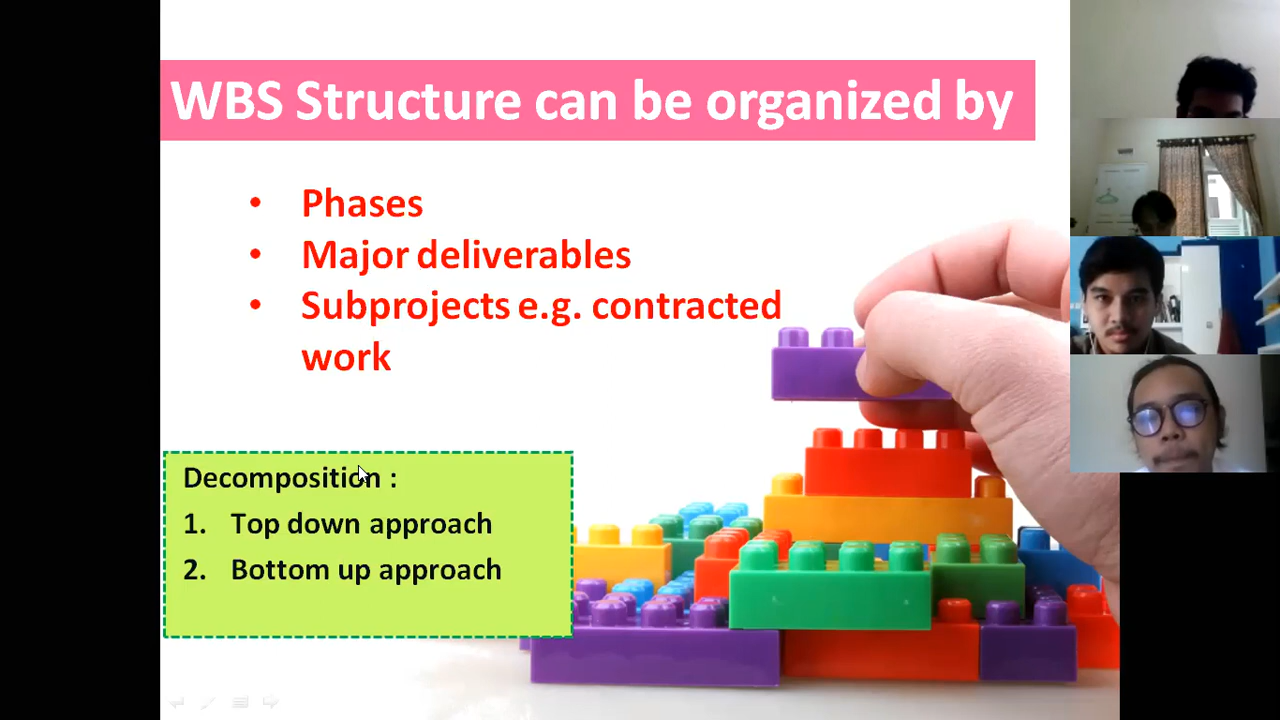 WBS Structure can be organized by
• Phases
• Major deliverables
• Subprojects e.g. contracted
work
Decomposition :
1. Top down approach
2. Bottom up approach